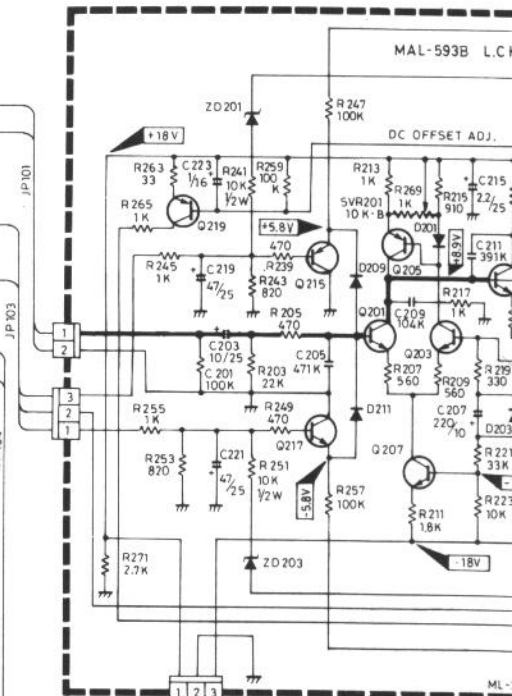 MAL-593B L.CH
ZD201
R247
100K
+18V
DC OFFSET ADJ.
JP101
R263
33
C223
1/16
R241
10K
1/2W
R259
100
K
R213
1K
R269
1K
R215
910
C215
2.2/25
R265
1K
SVR201
10K-B
D201
Q219
+5.8V
+8.9V
C211
391K
R245
1K
C219
47/25
470
R239
Q215
D209
Q205
R243
820
JP103
R205
470
Q201
C209
104K
R217
1K
1
2
C203
10/25
C201
100K
R203
22K
C205
471K
R207
560
Q203
R209
560
R219
330
3
2
1
R255
1K
R249
470
D211
C207
220/10
D203
Q217
Q207
R253
820
C221
47/25
R251
10K
1/2W
-5.8V
R257
100K
R221
33K
R223
10K
R211
1.8K
R271
2.7K
ZD203
-18V
1 2 3
ML-